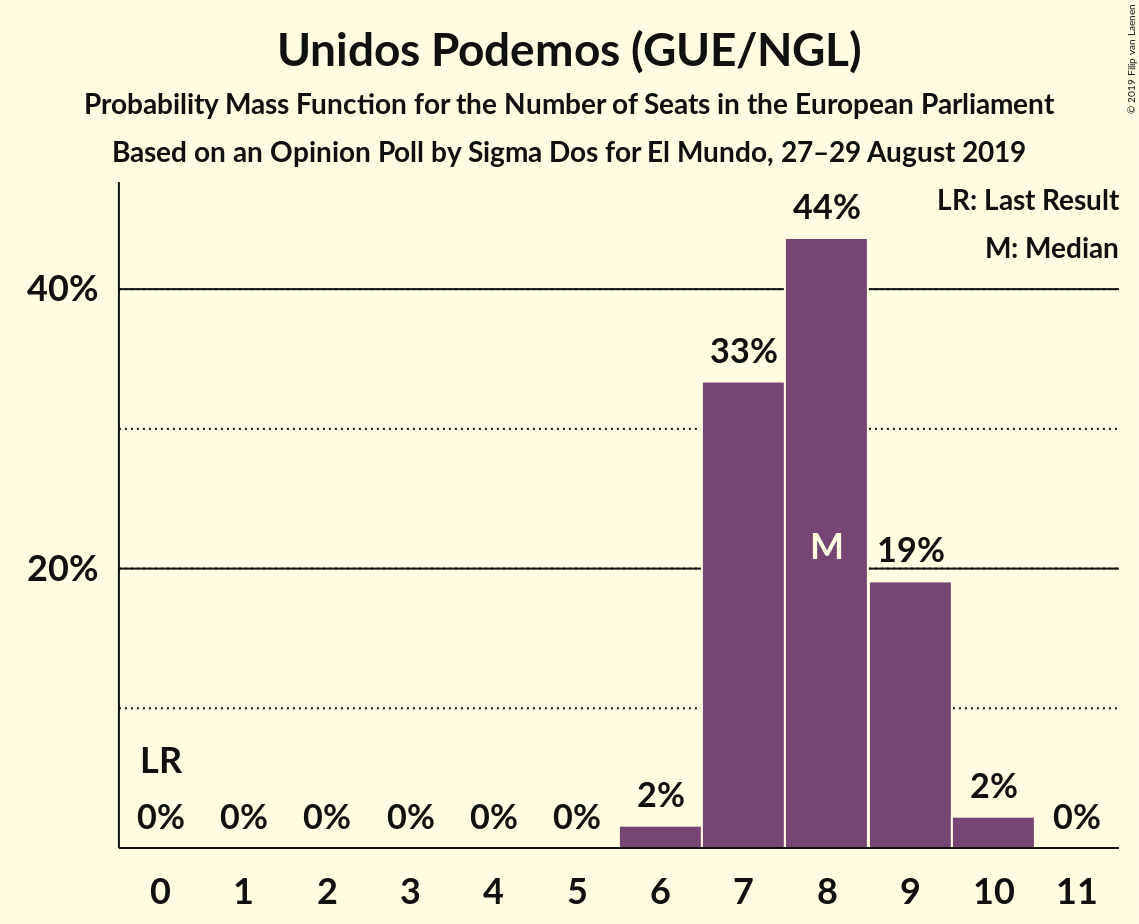 Unidos Podemos (GUE/NGL)
Probability Mass Function for the Number of Seats in the European Parliament
Based on an Opinion Poll by Sigma Dos for El Mundo, 27–29 August 2019
© 2019 Filip van Laenen
LR: Last Result
M: Median
44%
40%
33%
M
19%
20%
LR
0% 0% 0% 0% 0% 0% 2% 2% 0%
0 1 2 3 4 5 6 7 8 9 10 11